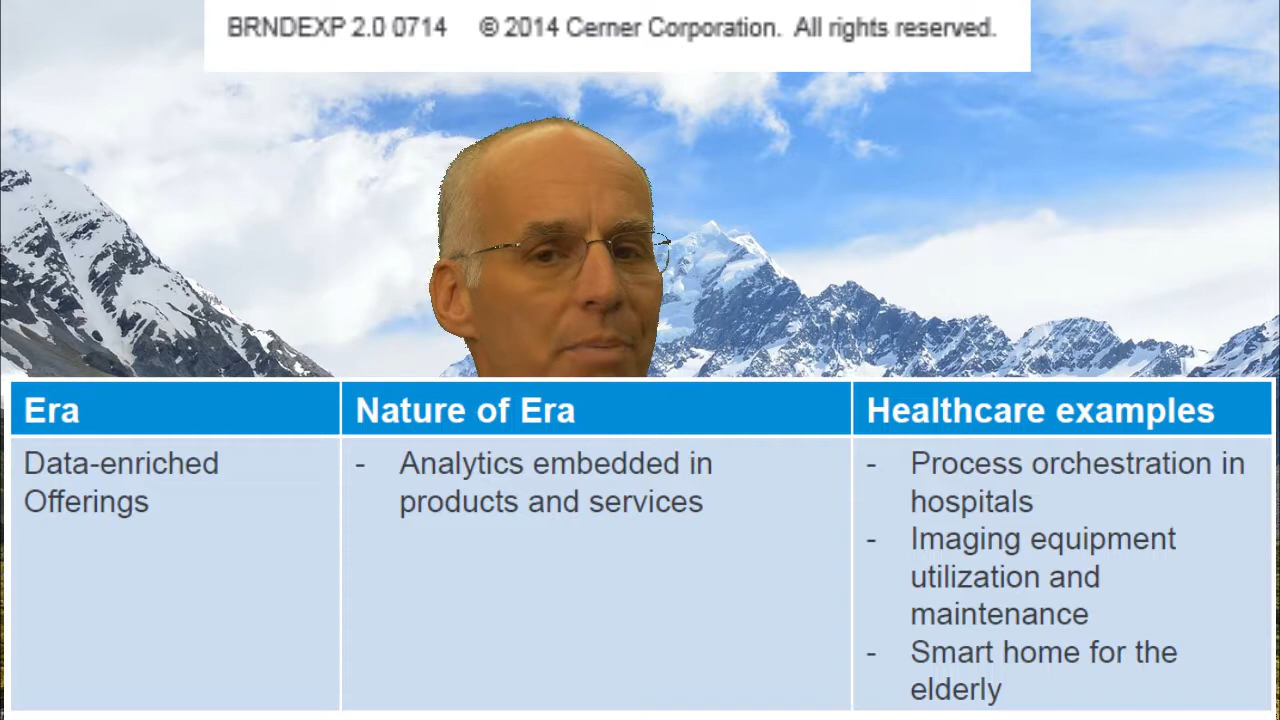 BRNDEXP 2.0 0714 © 2014 Cerner Corporation. All rights reserved.
Era Nature of Era Healthcare examples
Data-enriched
Offerings
- Analytics embedded in
products and services
- Process orchestration in
hospitals
- Imaging equipment
utilization and
maintenance
- Smart home for the
elderly